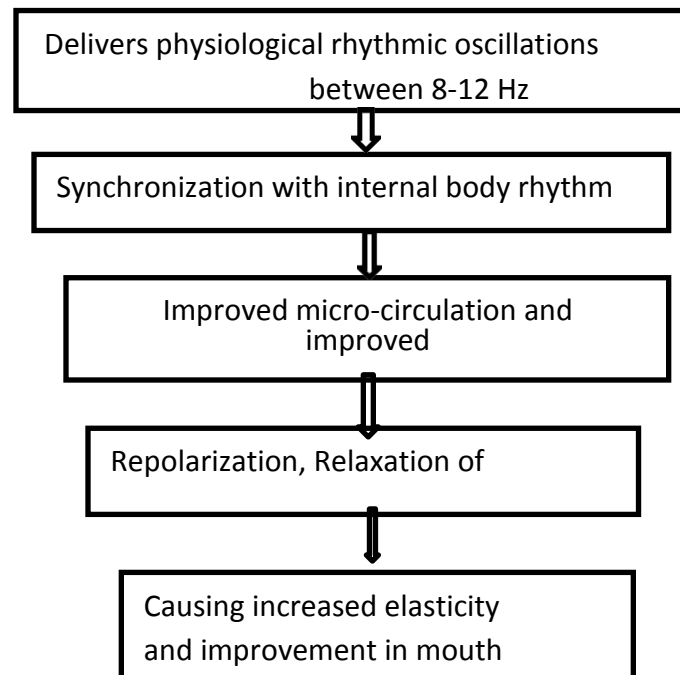 Delivers physiological rhythmic oscillations
between 8-12 Hz
Synchronization with internal body rhythm
Improved micro-circulation and
improved
Repolarization, Relaxation of
Causing increased elasticity
and improvement in mouth